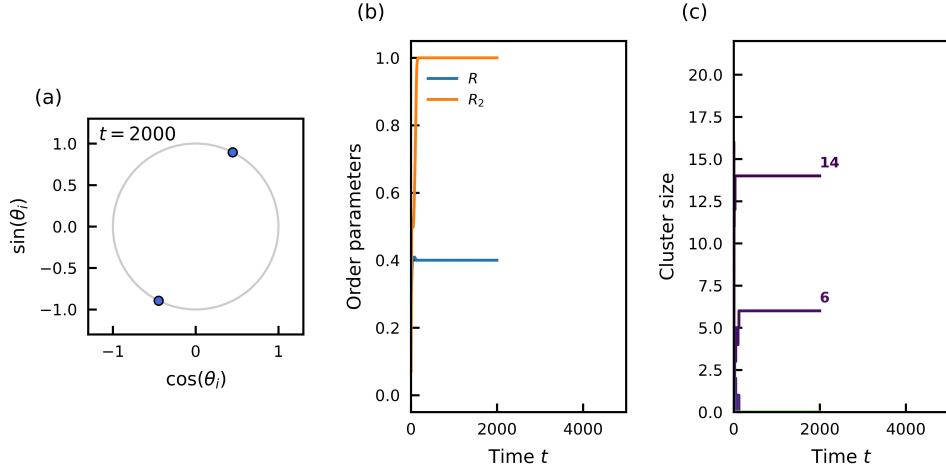 (a)
t = 2000
1.0
0.5
0.0
−0.5
−1.0
−1
0
1
sin(θi)
cos(θi)
(b)
1.0
0.8
0.6
0.4
0.2
0.0
R
R2
Order parameters
0
2000
4000
Time t
(c)
20.0
17.5
15.0
12.5
10.0
7.5
5.0
2.5
0.0
14
6
Cluster size
0
2000
4000
Time t